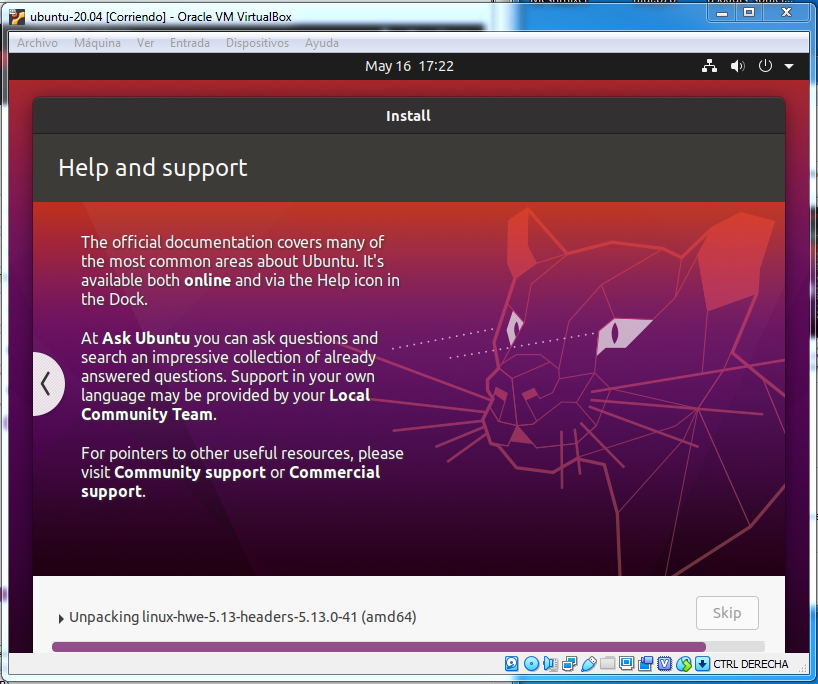 ubuntu-20.04 [Corriendo] - Oracle VM VirtualBox
Archivo Máquina Ver Entrada Dispositivos Ayuda
May 16 17:22
Install
Help and support
The official documentation covers many of
the most common areas about Ubuntu. It's
available both online and via the Help icon in
the Dock.
At Ask Ubuntu you can ask questions and
search an impressive collection of already
answered questions. Support in your own
language may be provided by your Local
Community Team.
For pointers to other useful resources, please
visit Community support or Commercial
support.
Unpacking linux-hwe-5.13-headers-5.13.0-41 (amd64)
Skip
CTRL DERECHA